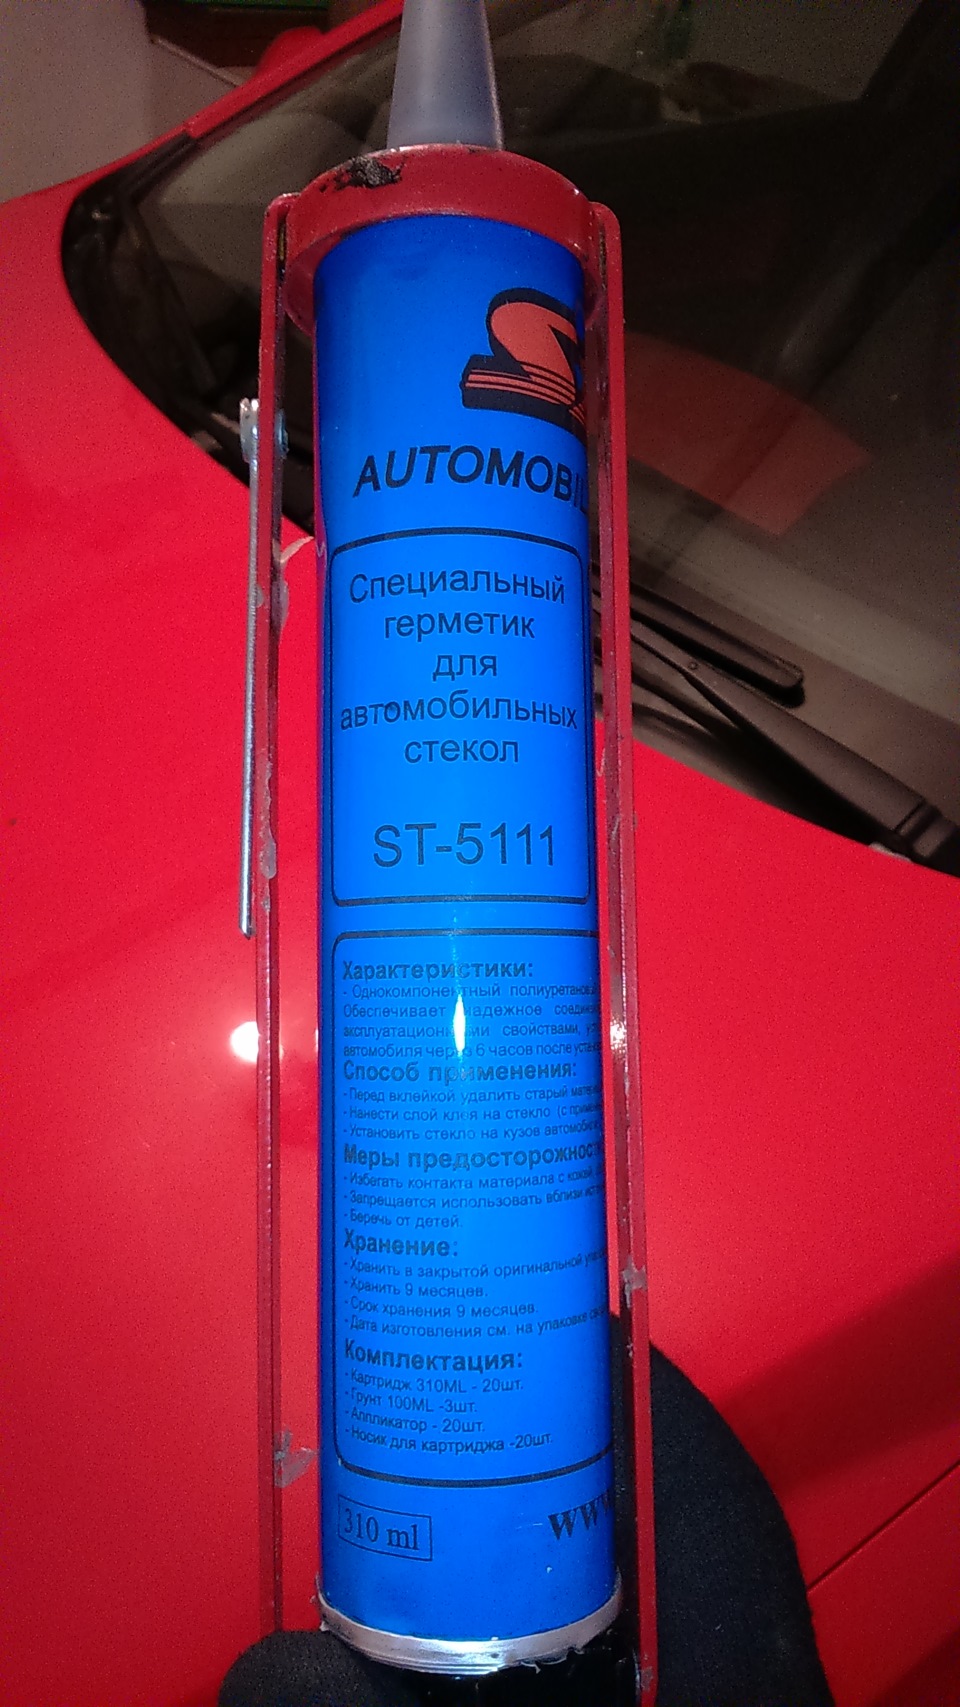 AUTOMOBIL
Специальный
герметик
для
автомобильных
стекол
ST-5111
Характеристики:
- Однокомпонентный полиуретанов
Обеспечивает надежное соедин
эксплуатационными свойствами,
автомобиля через 6 часов после уст
Способ применения:
- Перед вклейкой удалить старый мате
- Нанести слой клея на стекло (с прим
- Установить стекло на кузов автомоби
Меры предосторожност
- Избегать контакта материала с кожей
- Запрещается использовать вблизи
- Беречь от детей.
Хранение:
- Хранить в закрытой оригинальной
- Хранить 9 месяцев.
- Срок хранения 9 месяцев.
- Дата изготовления см. на упаковке
Комплектация:
- Картридж 310ML - 20шт.
- Грунт 100ML -3шт.
- Аппликатор - 20шт.
- Носик для картриджа -20шт.
310 ml
www